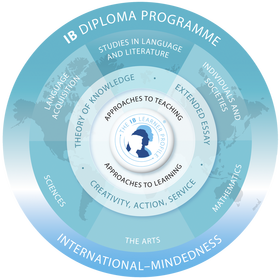 IB DIPLOMA PROGRAMME
STUDIES IN LANGUAGE
AND LITERATURE
LANGUAGE
ACQUISITION
INDIVIDUALS AND
SOCIETIES
THEORY OF KNOWLEDGE
EXTENDED ESSAY
APPROACHES TO TEACHING
THE IB LEARNER PROFILE
APPROACHES TO LEARNING
CREATIVITY, ACTION, SERVICE
SCIENCES
MATHEMATICS
THE ARTS
INTERNATIONAL–MINDEDNESS